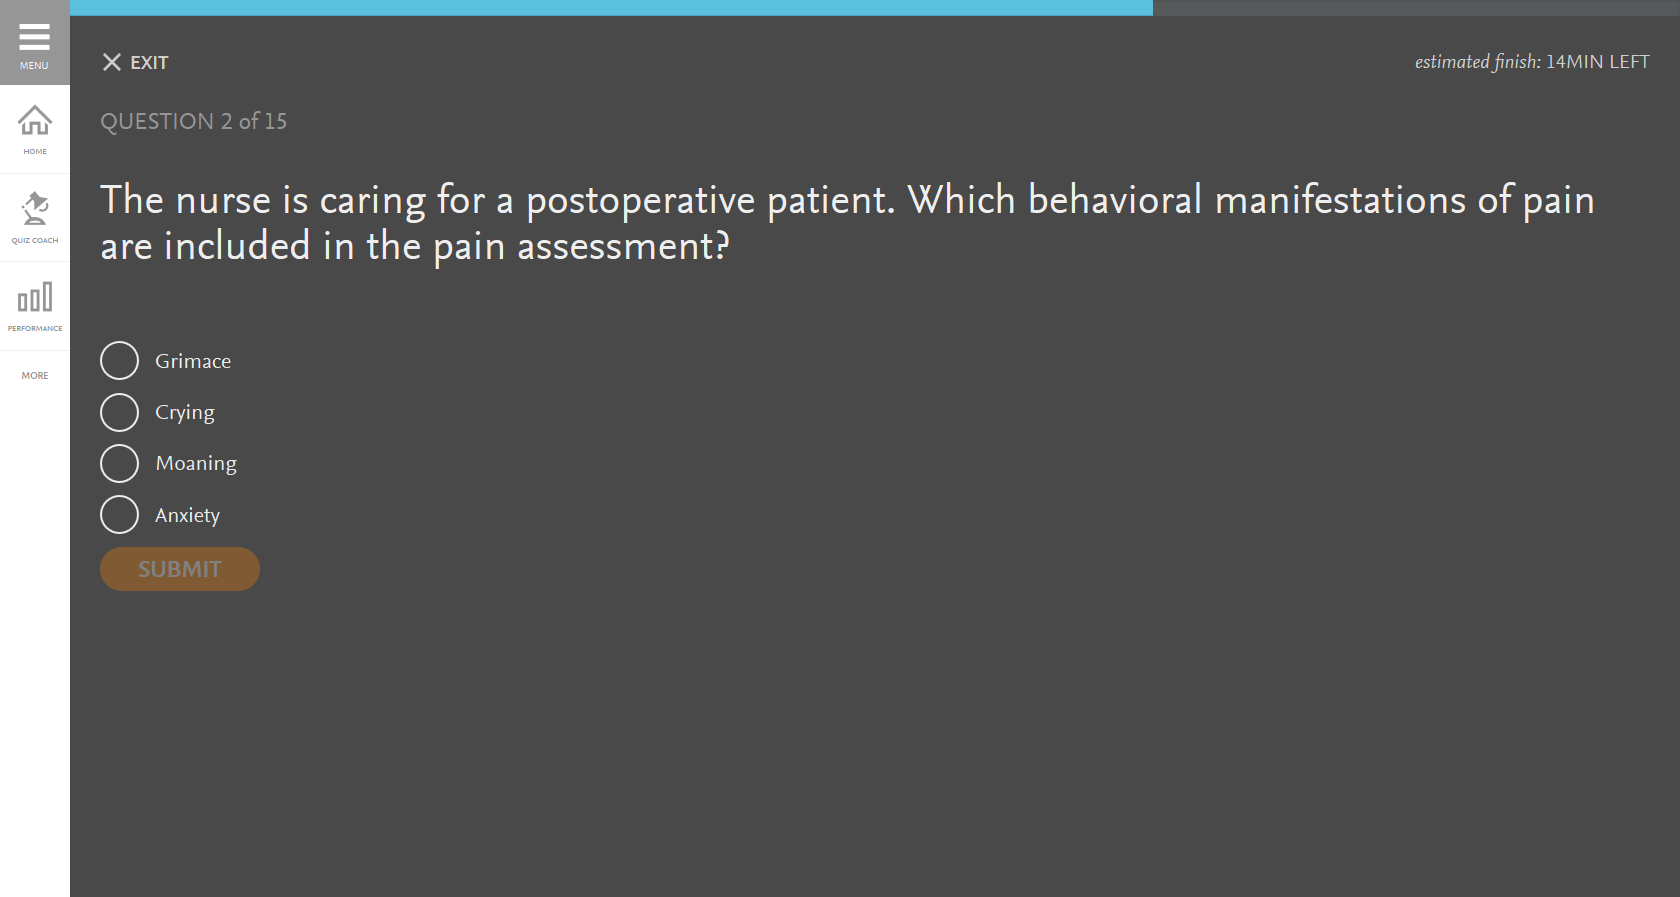 MENU
HOME
QUIZ COACH
PERFORMANCE
MORE
EXIT
estimated finish: 14MIN LEFT
QUESTION 2 of 15
The nurse is caring for a postoperative patient. Which behavioral manifestations of pain
are included in the pain assessment?
Grimace
Crying
Moaning
Anxiety
SUBMIT